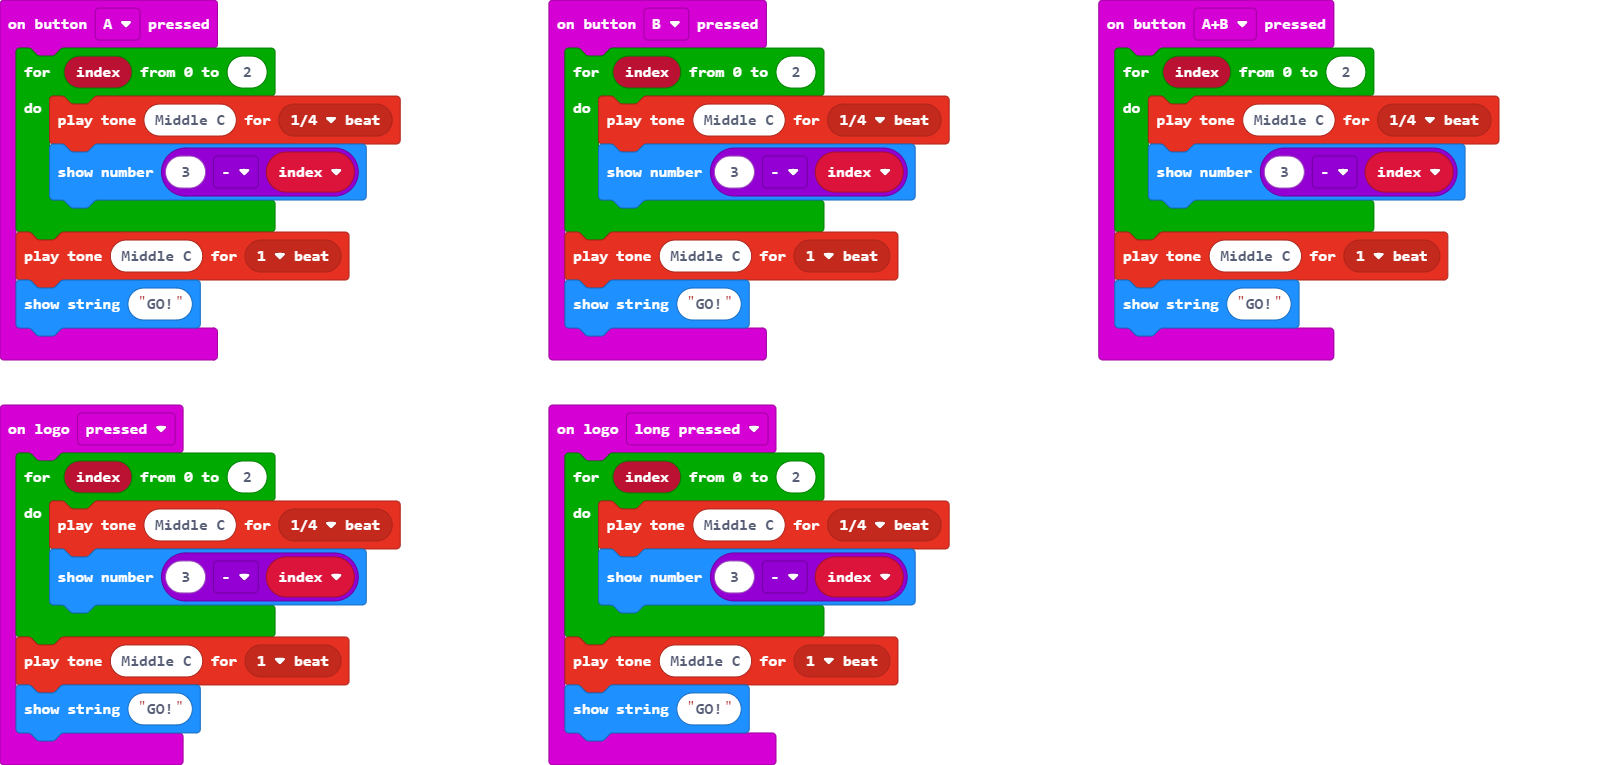 on button A pressed
for index from 0 to 2
do
play tone Middle C for 1/4 beat
show number 3 - index
play tone Middle C for 1 beat
show string "GO!"
on button B pressed
for index from 0 to 2
do
play tone Middle C for 1/4 beat
show number 3 - index
play tone Middle C for 1 beat
show string "GO!"
on button A+B pressed
for index from 0 to 2
do
play tone Middle C for 1/4 beat
show number 3 - index
play tone Middle C for 1 beat
show string "GO!"
on logo pressed
for index from 0 to 2
do
play tone Middle C for 1/4 beat
show number 3 - index
play tone Middle C for 1 beat
show string "GO!"
on logo long pressed
for index from 0 to 2
do
play tone Middle C for 1/4 beat
show number 3 - index
play tone Middle C for 1 beat
show string "GO!"